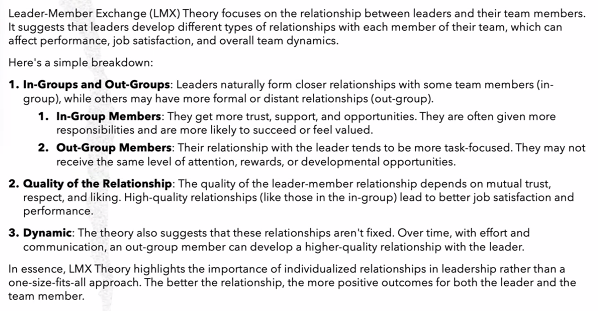 Leader-Member Exchange (LMX) Theory focuses on the relationship between leaders and their team members.
It suggests that leaders develop different types of relationships with each member of their team, which can
affect performance, job satisfaction, and overall team dynamics.
Here's a simple breakdown:
1. In-Groups and Out-Groups: Leaders naturally form closer relationships with some team members (in-
group), while others may have more formal or distant relationships (out-group).
1. In-Group Members: They get more trust, support, and opportunities. They are often given more
responsibilities and are more likely to succeed or feel valued.
2. Out-Group Members: Their relationship with the leader tends to be more task-focused. They may not
receive the same level of attention, rewards, or developmental opportunities.
2. Quality of the Relationship: The quality of the leader-member relationship depends on mutual trust,
respect, and liking. High-quality relationships (like those in the in-group) lead to better job satisfaction and
performance.
3. Dynamic: The theory also suggests that these relationships aren't fixed. Over time, with effort and
communication, an out-group member can develop a higher-quality relationship with the leader.
In essence, LMX Theory highlights the importance of individualized relationships in leadership rather than a
one-size-fits-all approach. The better the relationship, the more positive outcomes for both the leader and the
team member.